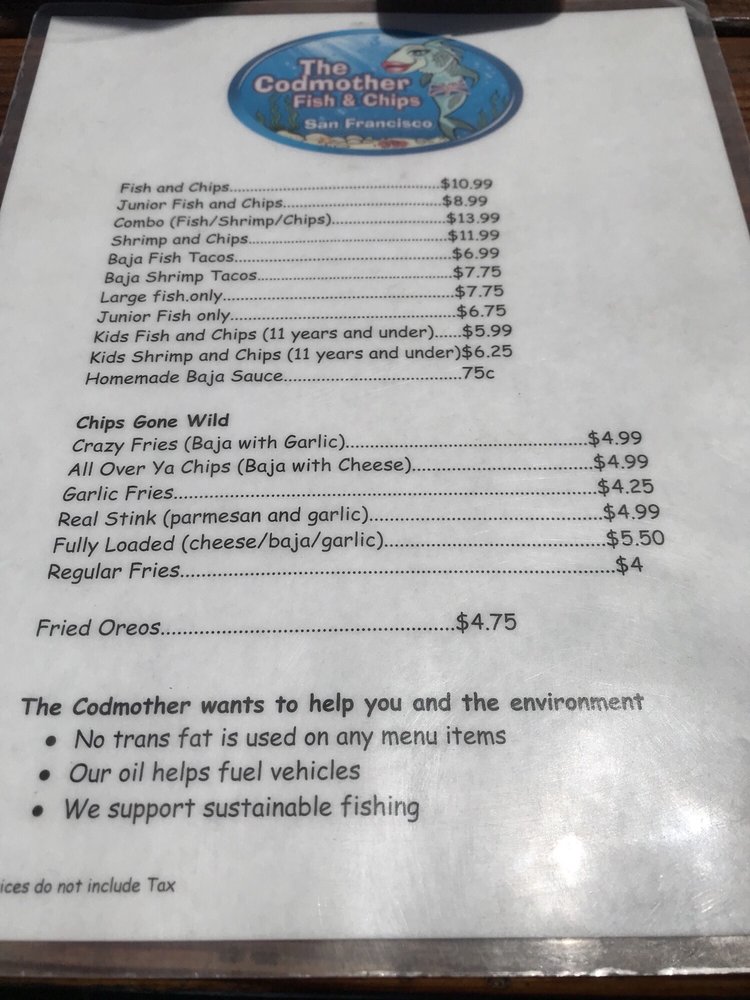 The
Codmother
Fish & Chips
San Francisco
Fish and Chips............................................$10.99
Junior Fish and Chips.................................$8.99
Combo (Fish/Shrimp/Chips).......................$13.99
Shrimp and Chips........................................$11.99
Baja Fish Tacos...........................................$6.99
Baja Shrimp Tacos.......................................$7.75
Large fish.only.............................................$7.75
Junior Fish only...........................................$6.75
Kids Fish and Chips (11 years and under)......$5.99
Kids Shrimp and Chips (11 years and under)$6.25
Homemade Baja Sauce..................................75c
Chips Gone Wild
Crazy Fries (Baja with Garlic)..........................................$4.99
All Over Ya Chips (Baja with Cheese)...............................$4.99
Garlic Fries.....................................................................$4.25
Real Stink (parmesan and garlic).....................................$4.99
Fully Loaded (cheese/baja/garlic)...................................$5.50
Regular Fries..................................................................$4
Fried Oreos.............................................$4.75
The Codmother wants to help you and the environment
• No trans fat is used on any menu items
• Our oil helps fuel vehicles
• We support sustainable fishing
ices do not include Tax